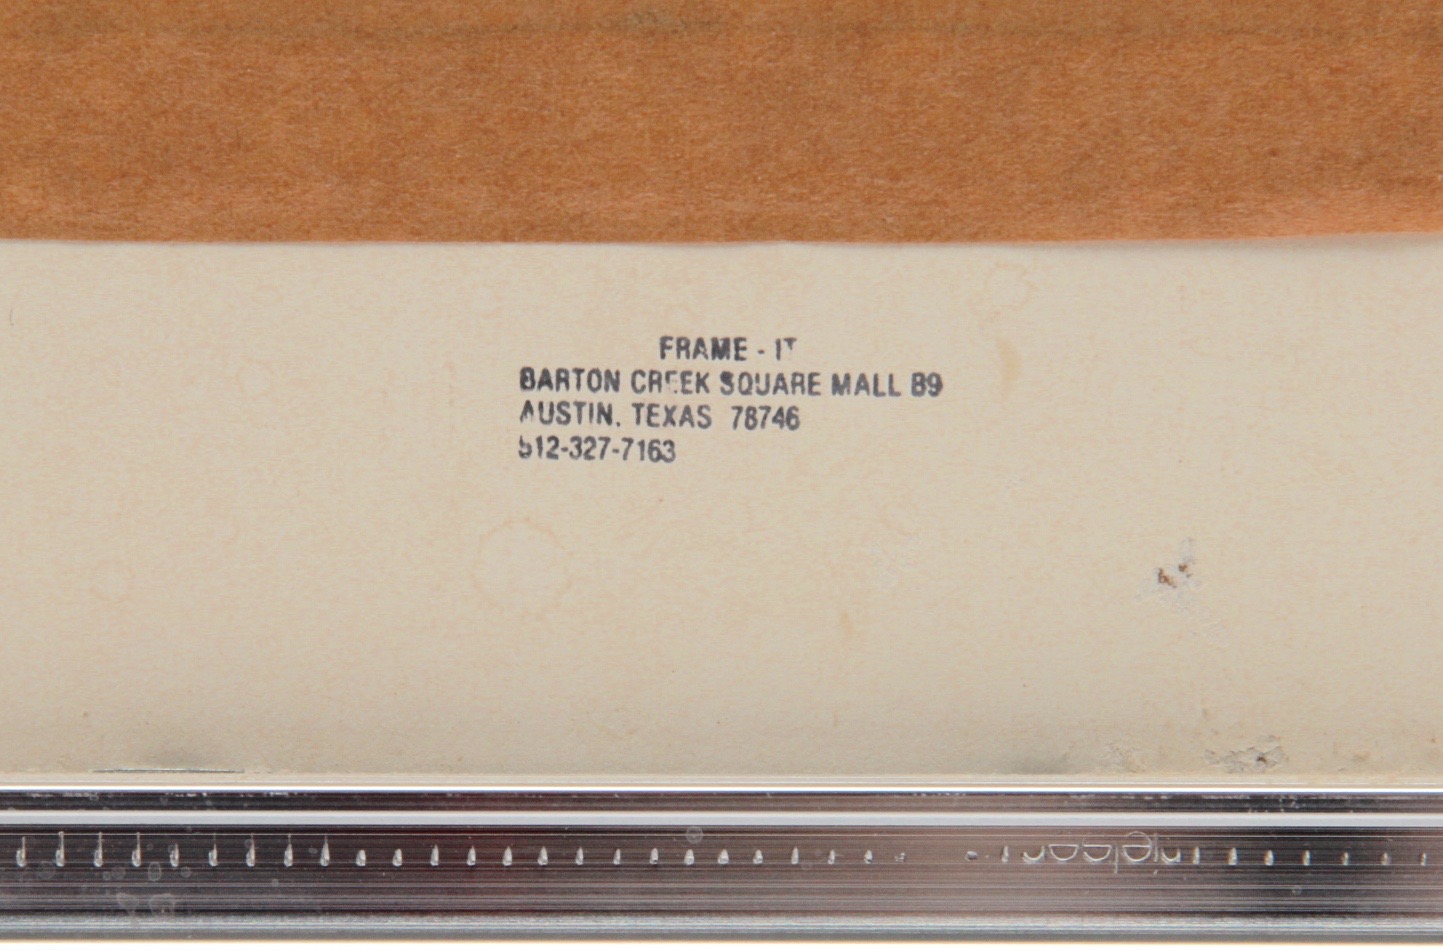 FRAME - IT
BARTON CREEK SQUARE MALL B9
AUSTIN, TEXAS 78746
512-327-7163